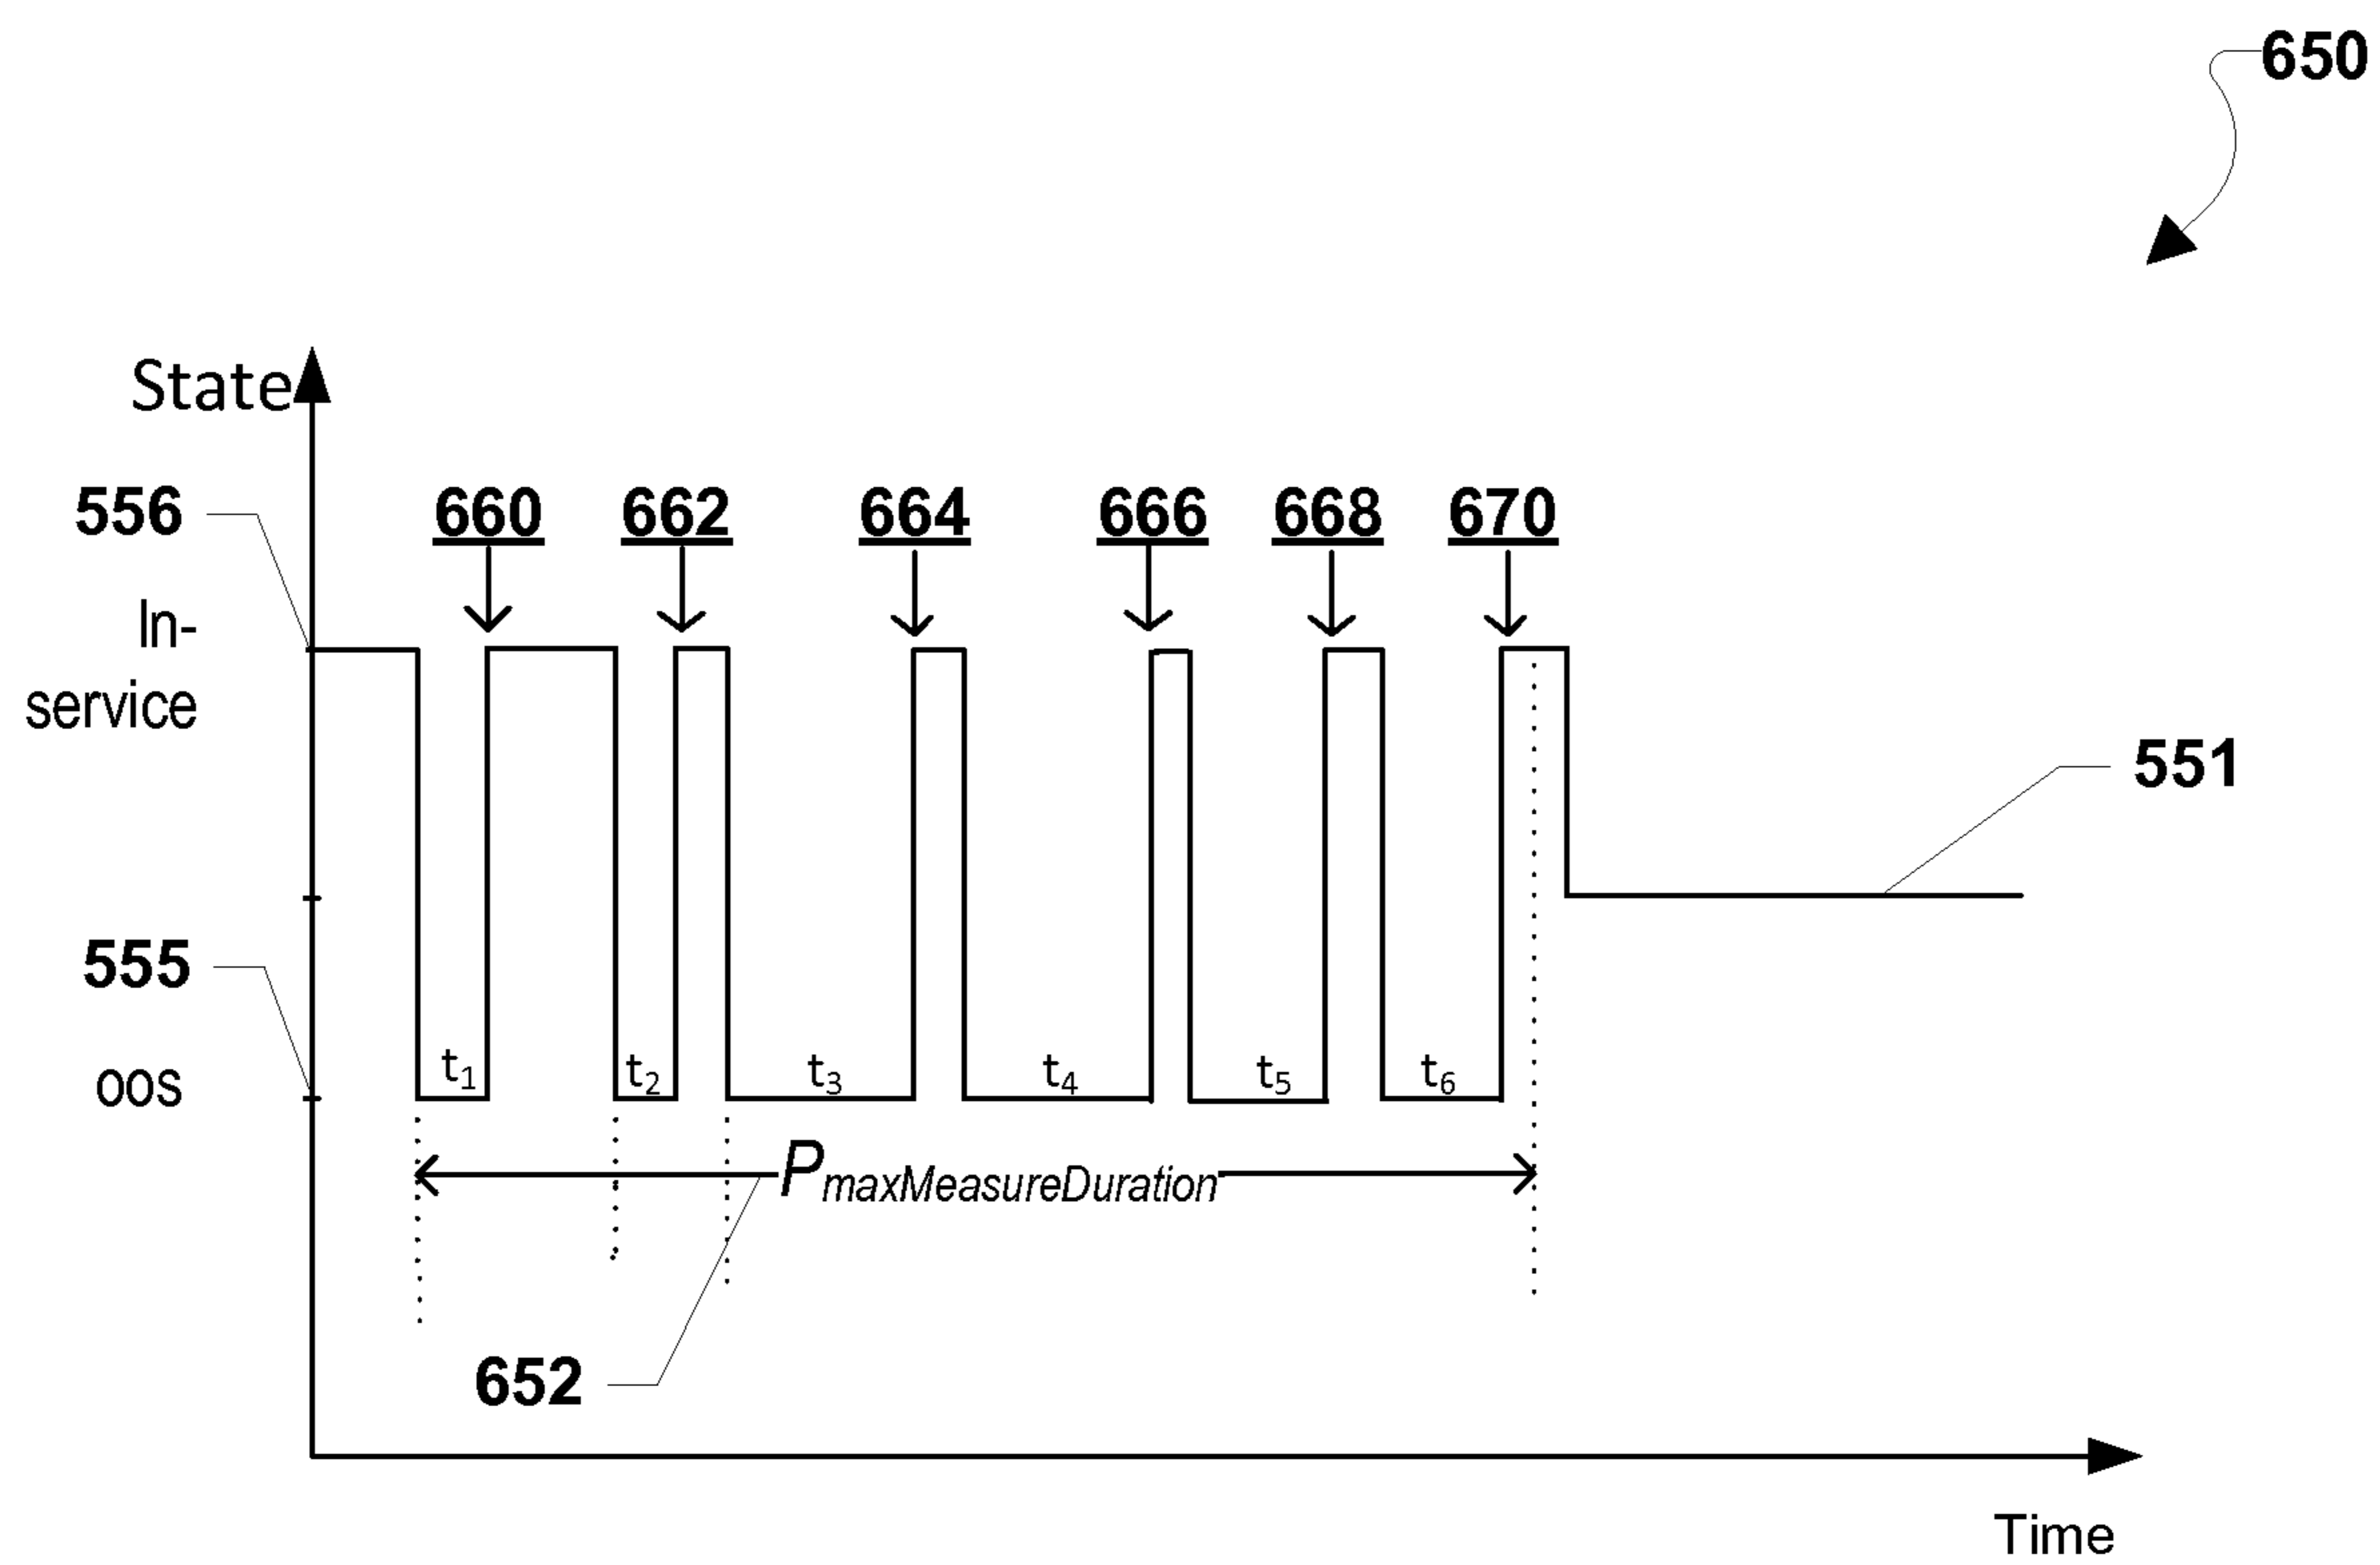 650
State
556
660 662 664 666 668 670
In-
service
551
555
oos
t1 t2 t3 t4 t5 t6
PmaxMeasureDuration
652
Time